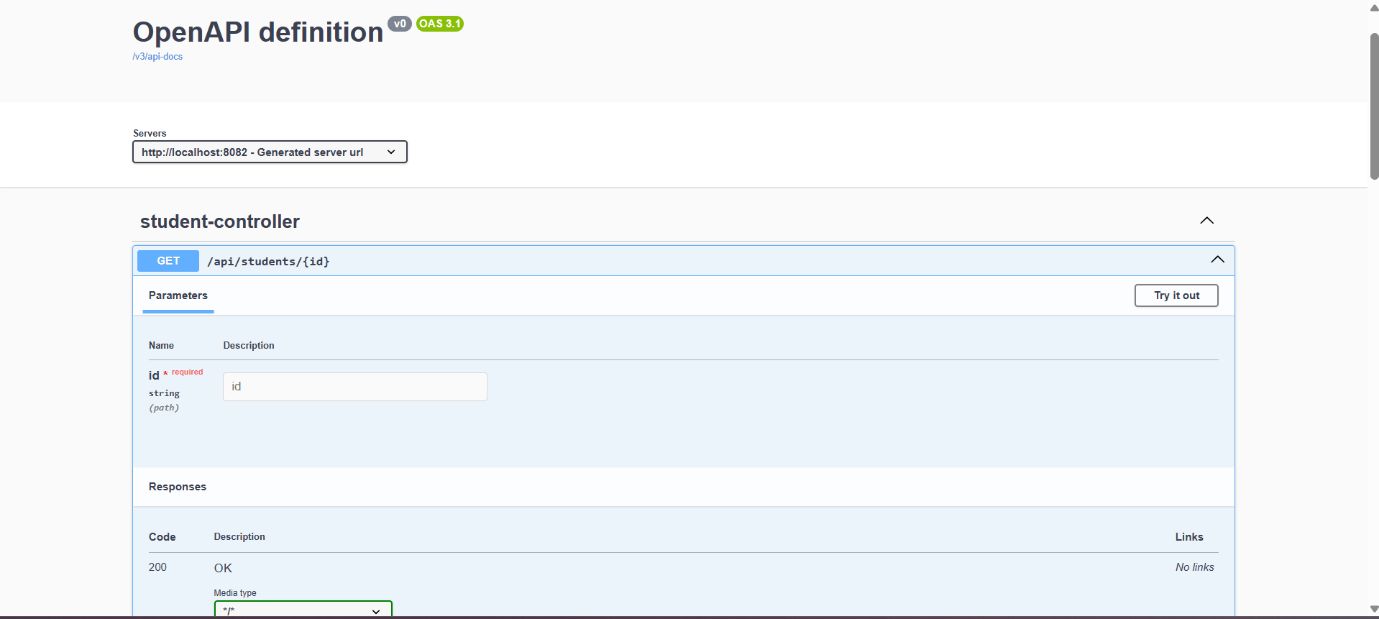 OpenAPI definition v0 OAS 3.1
/v3/api-docs
Servers
http://localhost:8082 - Generated server url
student-controller
GET /api/students/{id}
Parameters
Try it out
Name Description
id * required
id
string
(path)
Responses
Code Description Links
200 OK No links
Media type
*/*